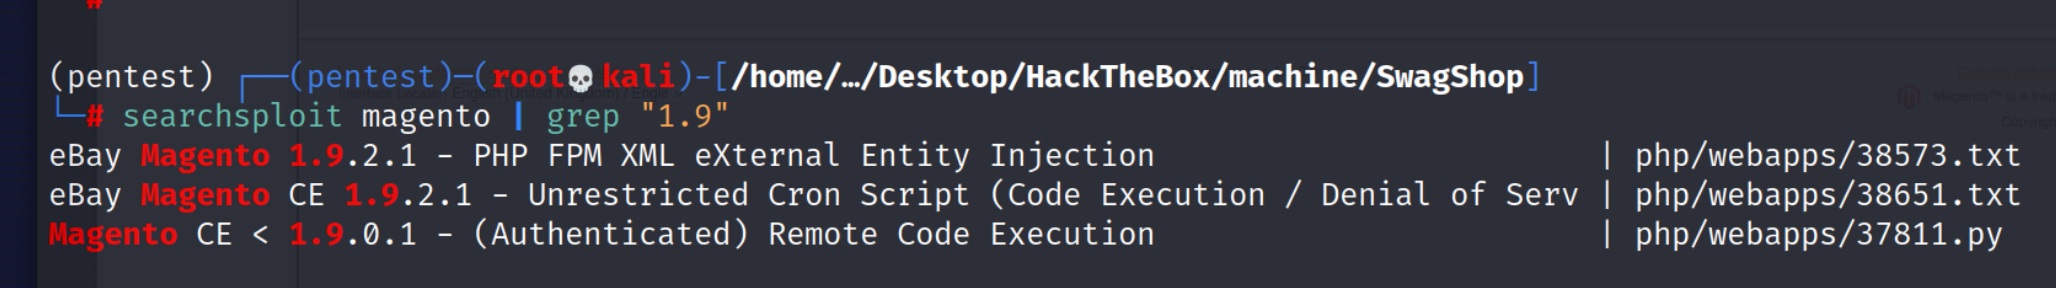 #
(pentest) ┌──(pentest)-(root💀kali)-[/home/…/Desktop/HackTheBox/machine/SwagShop]
└─# searchsploit magento | grep "1.9"
eBay Magento 1.9.2.1 - PHP FPM XML eXternal Entity Injection | php/webapps/38573.txt
eBay Magento CE 1.9.2.1 - Unrestricted Cron Script (Code Execution / Denial of Serv | php/webapps/38651.txt
Magento CE < 1.9.0.1 - (Authenticated) Remote Code Execution | php/webapps/37811.py